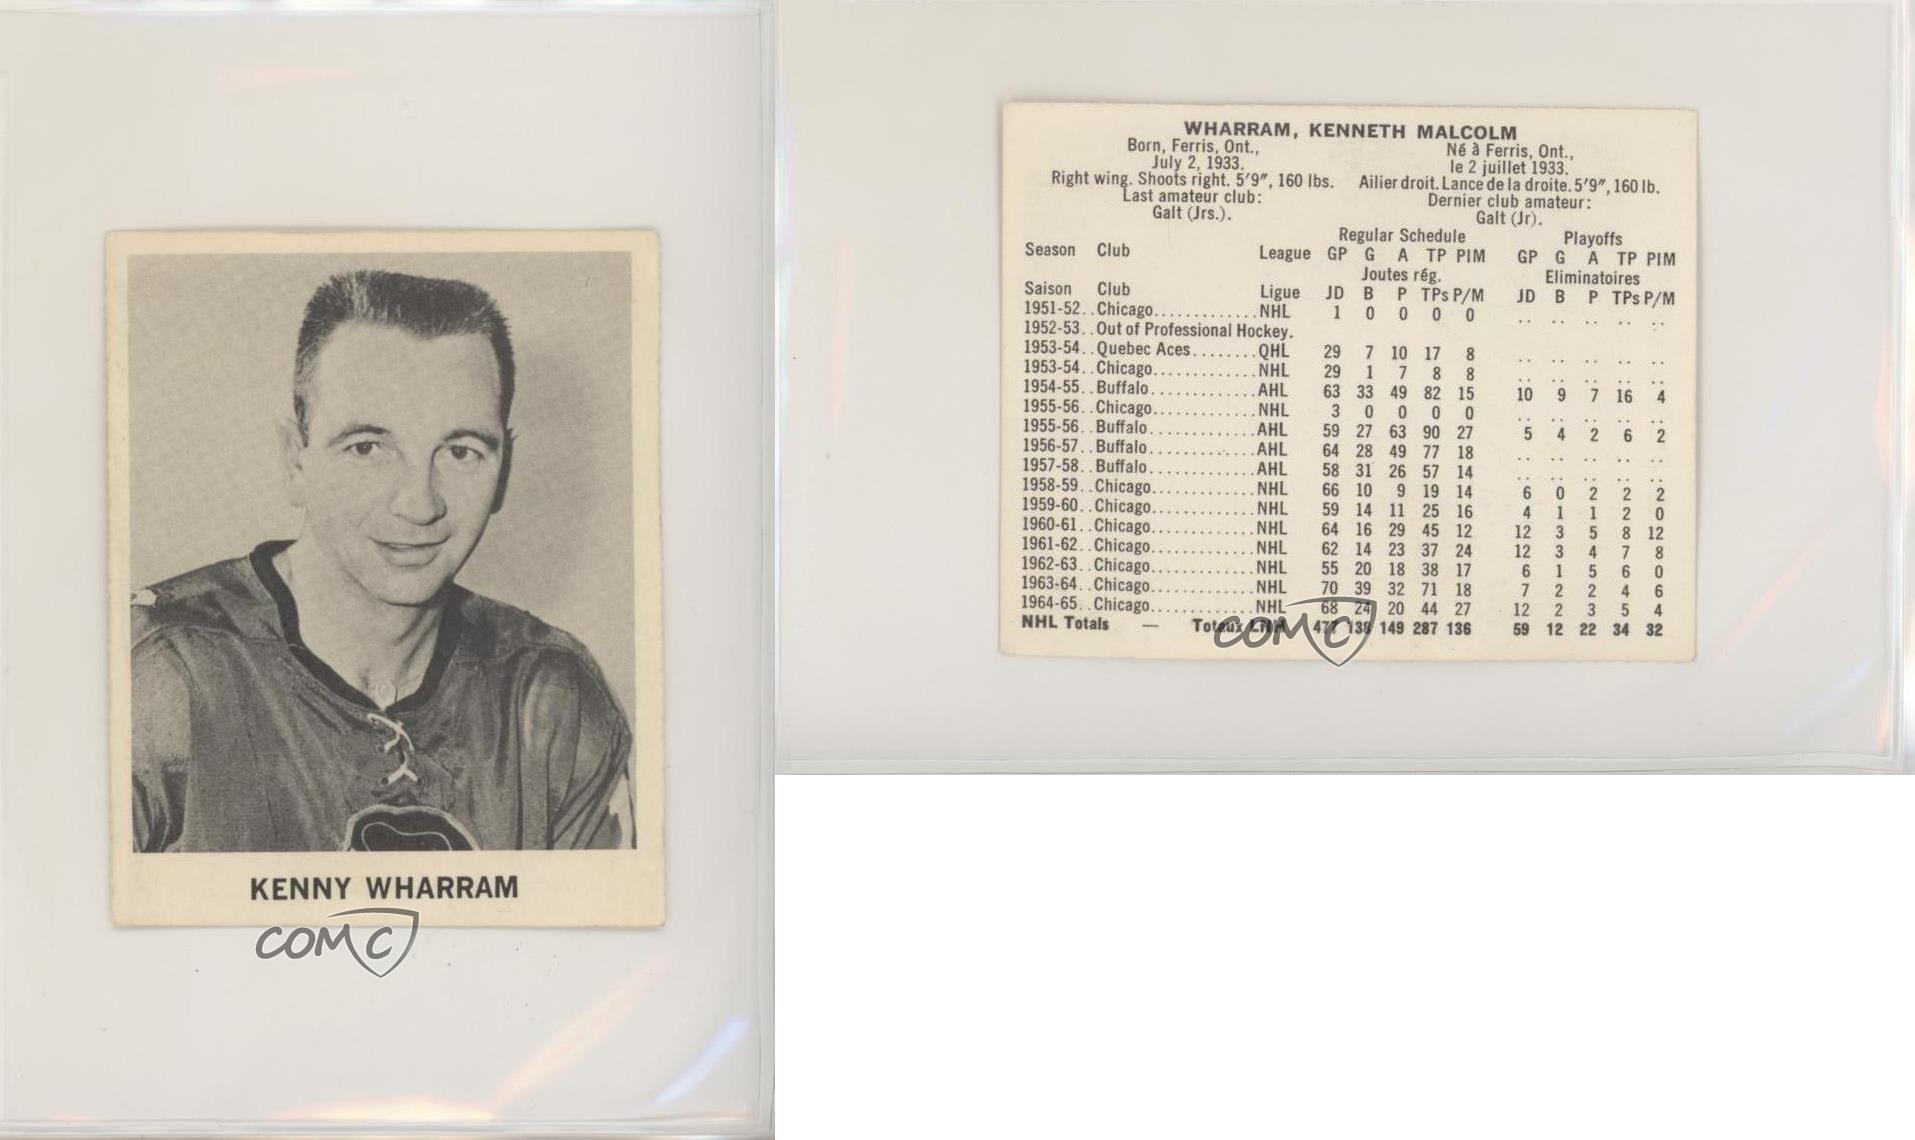 KENNY WHARRAM
COMC
WHARRAM, KENNETH MALCOLM
Born, Ferris, Ont.,
July 2, 1933.
Right wing. Shoots right. 5'9", 160 lbs.
Last amateur club:
Galt (Jrs.).
Né à Ferris, Ont.,
le 2 juillet 1933.
Ailier droit. Lance de la droite. 5'9", 160 lb.
Dernier club amateur:
Galt (Jr).
Regular Schedule Playoffs
Season Club League GP G A TP PIM GP G A TP PIM
Joutes rég. Eliminatoires
Saison Club Ligue JD B P TPs P/M JD B P TPs P/M
1951-52. . Chicago............. NHL 1 0 0 0 0 .. .. .. .. ..
1952-53. . Out of Professional Hockey.
1953-54. . Quebec Aces........ QHL 29 7 10 17 8 .. .. .. .. ..
1953-54. . Chicago............. NHL 29 1 7 8 8 .. .. .. .. ..
1954-55. . Buffalo............. AHL 63 33 49 82 15 10 9 7 16 4
1955-56. . Chicago............. NHL 3 0 0 0 0 .. .. .. .. ..
1955-56. . Buffalo............. AHL 59 27 63 90 27 5 4 2 6 2
1956-57. . Buffalo............. AHL 64 28 49 77 18 .. .. .. .. ..
1957-58. . Buffalo............. AHL 58 31 26 57 14 .. .. .. .. ..
1958-59. . Chicago............. NHL 66 10 9 19 14 6 0 2 2 2
1959-60. . Chicago............. NHL 59 14 11 25 16 4 1 1 2 0
1960-61. . Chicago............. NHL 64 16 29 45 12 12 3 5 8 12
1961-62. . Chicago............. NHL 62 14 23 37 24 12 3 4 7 8
1962-63. . Chicago............. NHL 55 20 18 38 17 6 1 5 6 0
1963-64. . Chicago............. NHL 70 39 32 71 18 7 2 2 4 6
1964-65. . Chicago............. NHL 68 24 20 44 27 12 2 3 5 4
NHL Totals — Totaux LNH 477 138 149 287 136 59 12 22 34 32
COMC